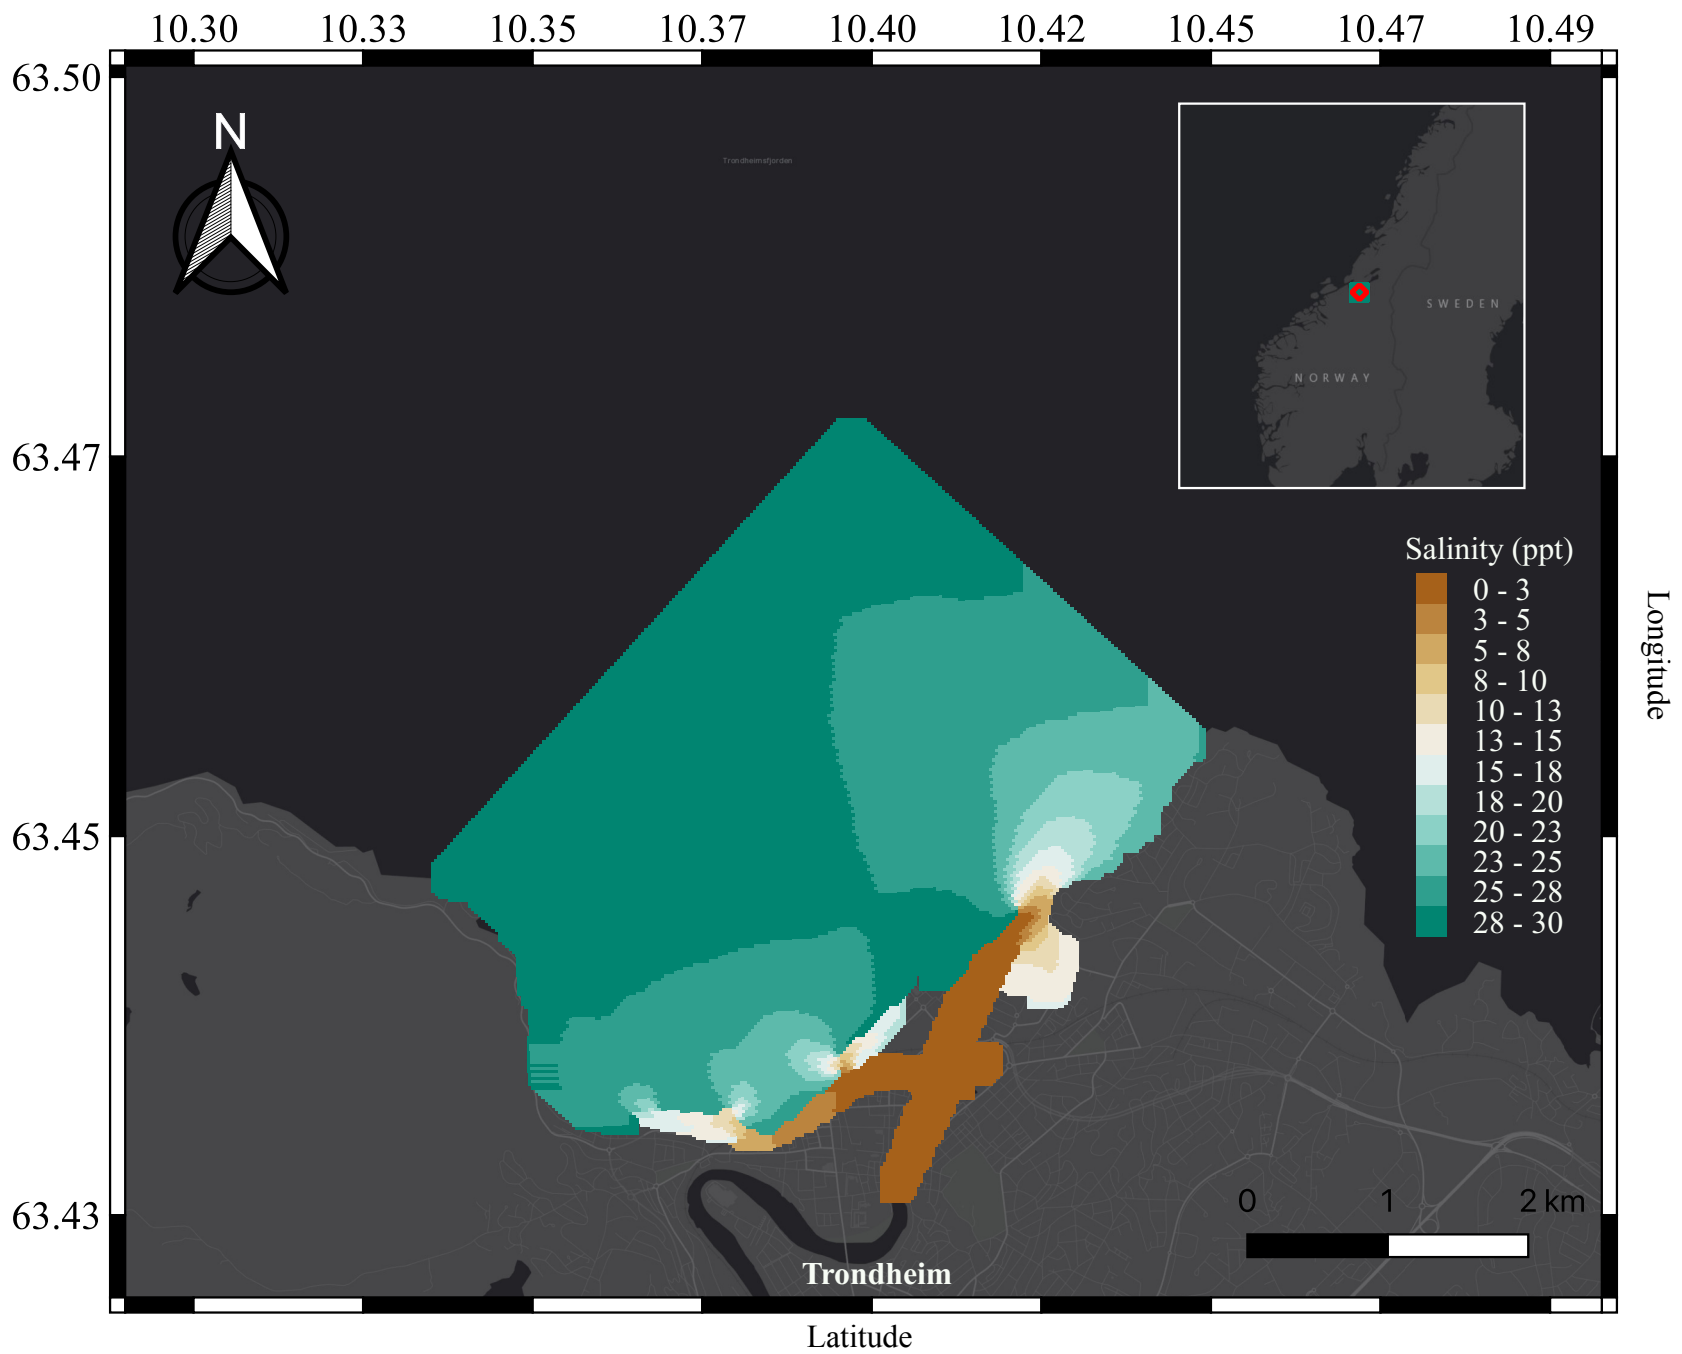 10.30 10.33 10.35 10.37 10.40 10.42 10.45 10.47 10.49
63.50
63.47
63.45
63.43
N
Trondheimsfjorden
SWEDEN
NORWAY
Salinity (ppt)
0 - 3
3 - 5
5 - 8
8 - 10
10 - 13
13 - 15
15 - 18
18 - 20
20 - 23
23 - 25
25 - 28
28 - 30
Longitude
0 1 2 km
Trondheim
Latitude